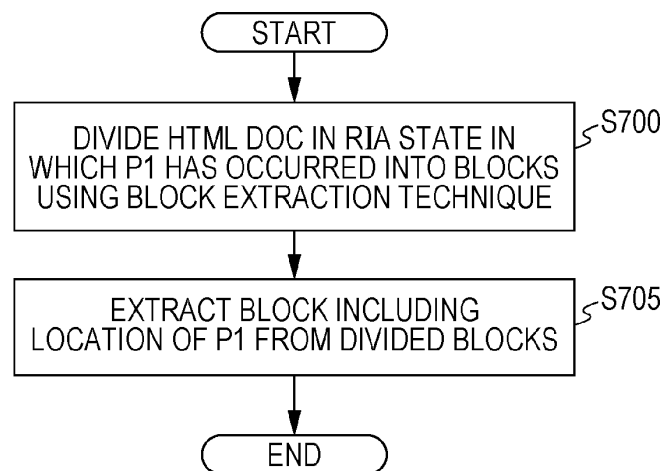 START
DIVIDE HTML DOC IN RIA STATE IN
WHICH P1 HAS OCCURRED INTO BLOCKS
USING BLOCK EXTRACTION TECHNIQUE
S700
EXTRACT BLOCK INCLUDING
LOCATION OF P1 FROM DIVIDED BLOCKS
S705
END